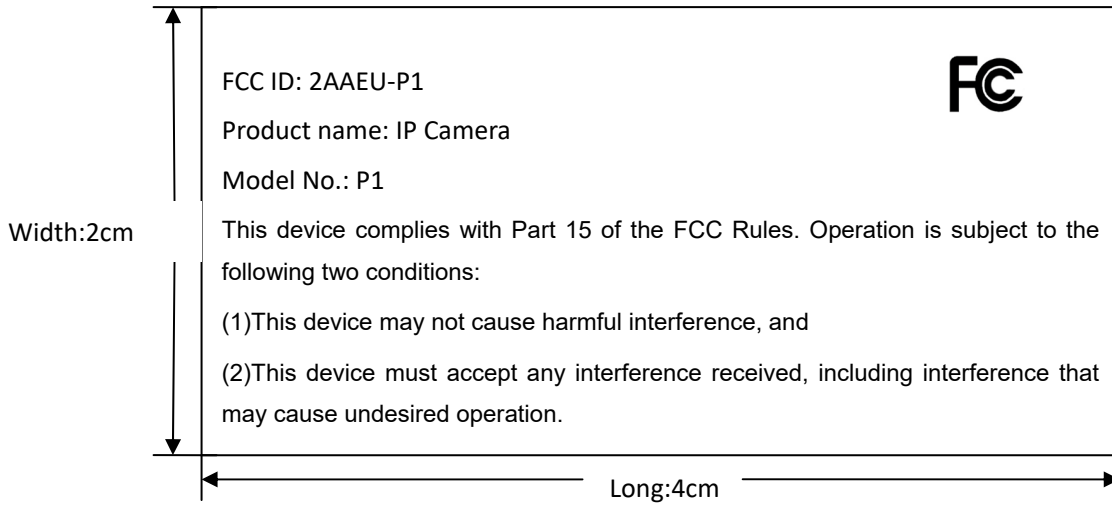 FCC ID: 2AAEU-P1
FC
Product name: IP Camera
Model No.: P1
Width:2cm
This device complies with Part 15 of the FCC Rules. Operation is subject to the
following two conditions:
(1)This device may not cause harmful interference, and
(2)This device must accept any interference received, including interference that
may cause undesired operation.
Long:4cm